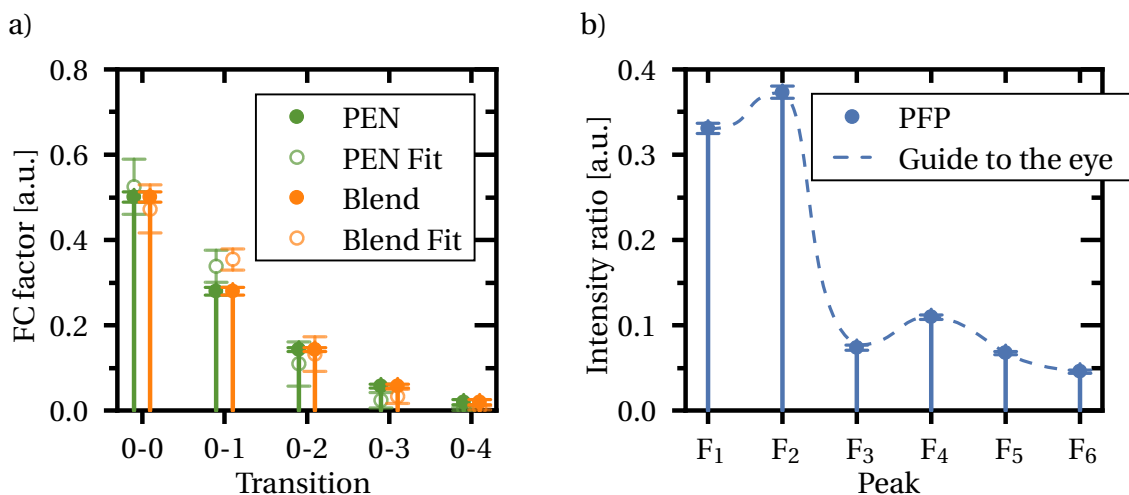 a)
FC factor [a.u.]
0.8
0.6
0.4
0.2
0.0
PEN
PEN Fit
Blend
Blend Fit
0-0 0-1 0-2 0-3 0-4
Transition
b)
Intensity ratio [a.u.]
0.4
0.3
0.2
0.1
0.0
PFP
Guide to the eye
F₁ F₂ F₃ F₄ F₅ F₆
Peak